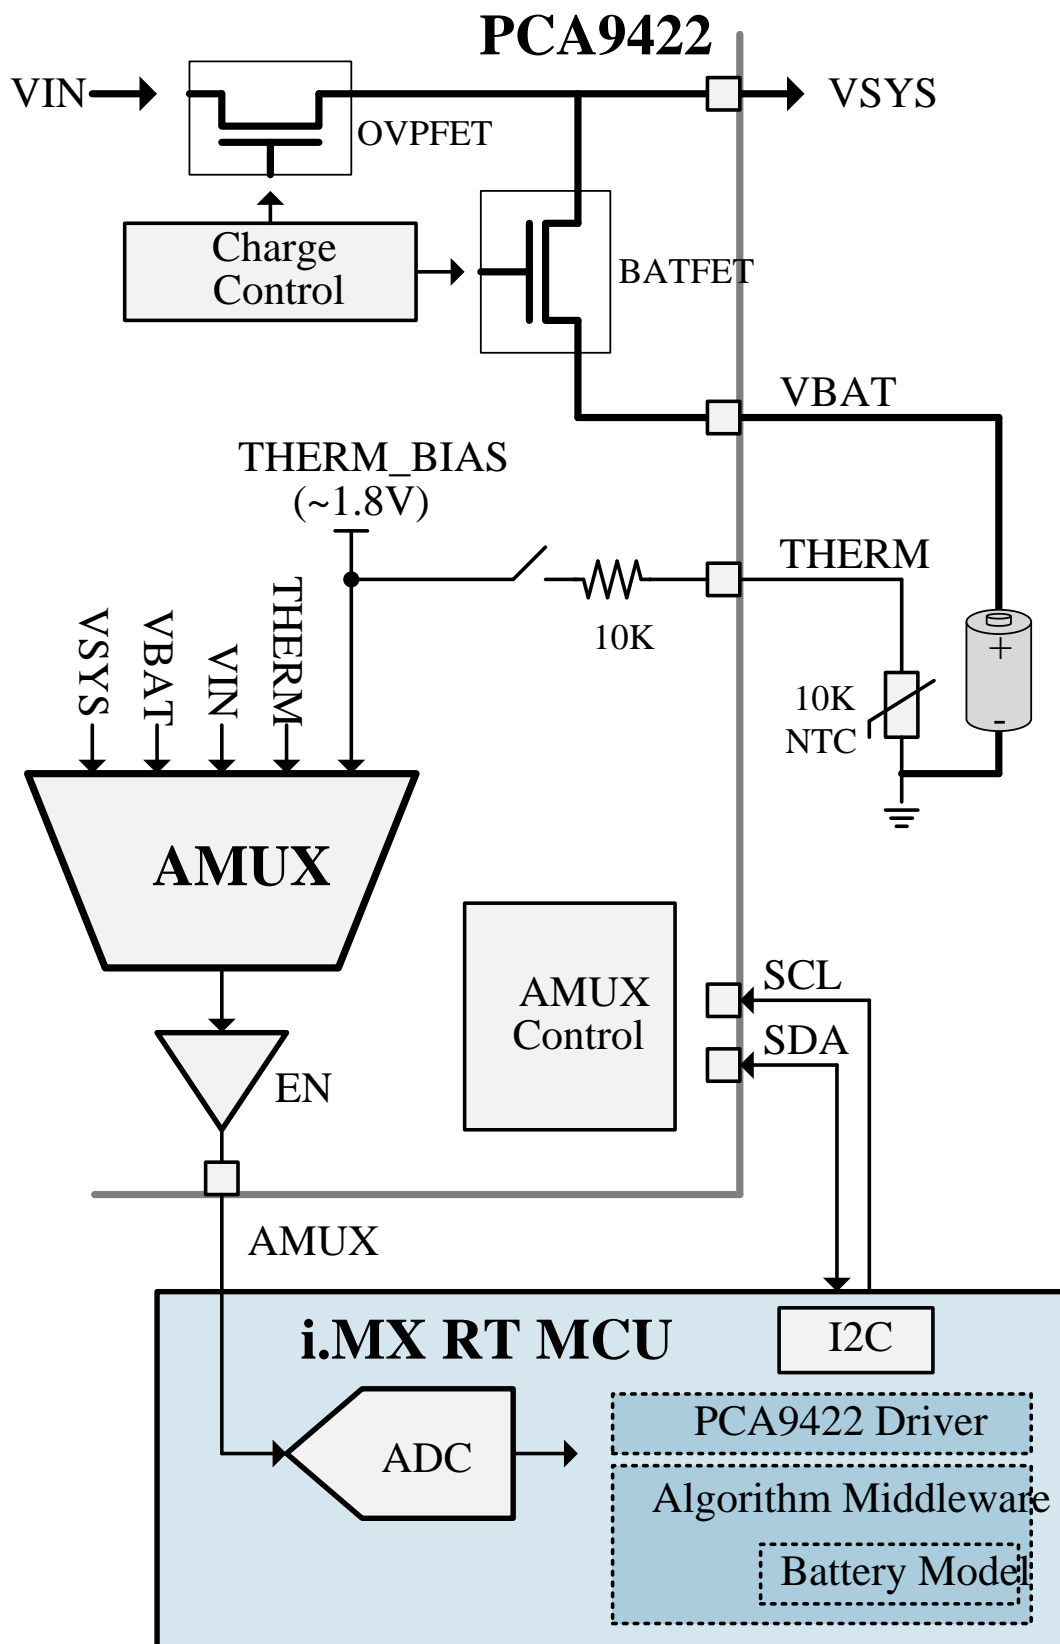 PCA9422
VIN
VSYS
OVPFET
Charge
Control
BATFET
VBAT
THERM_BIAS
(~1.8V)
THERM
10K
VSYS
VBAT
VIN
THERM
+
-
10K
NTC
AMUX
AMUX
Control
SCL
SDA
EN
AMUX
i.MX RT MCU
I2C
PCA9422 Driver
ADC
Algorithm Middleware
Battery Model